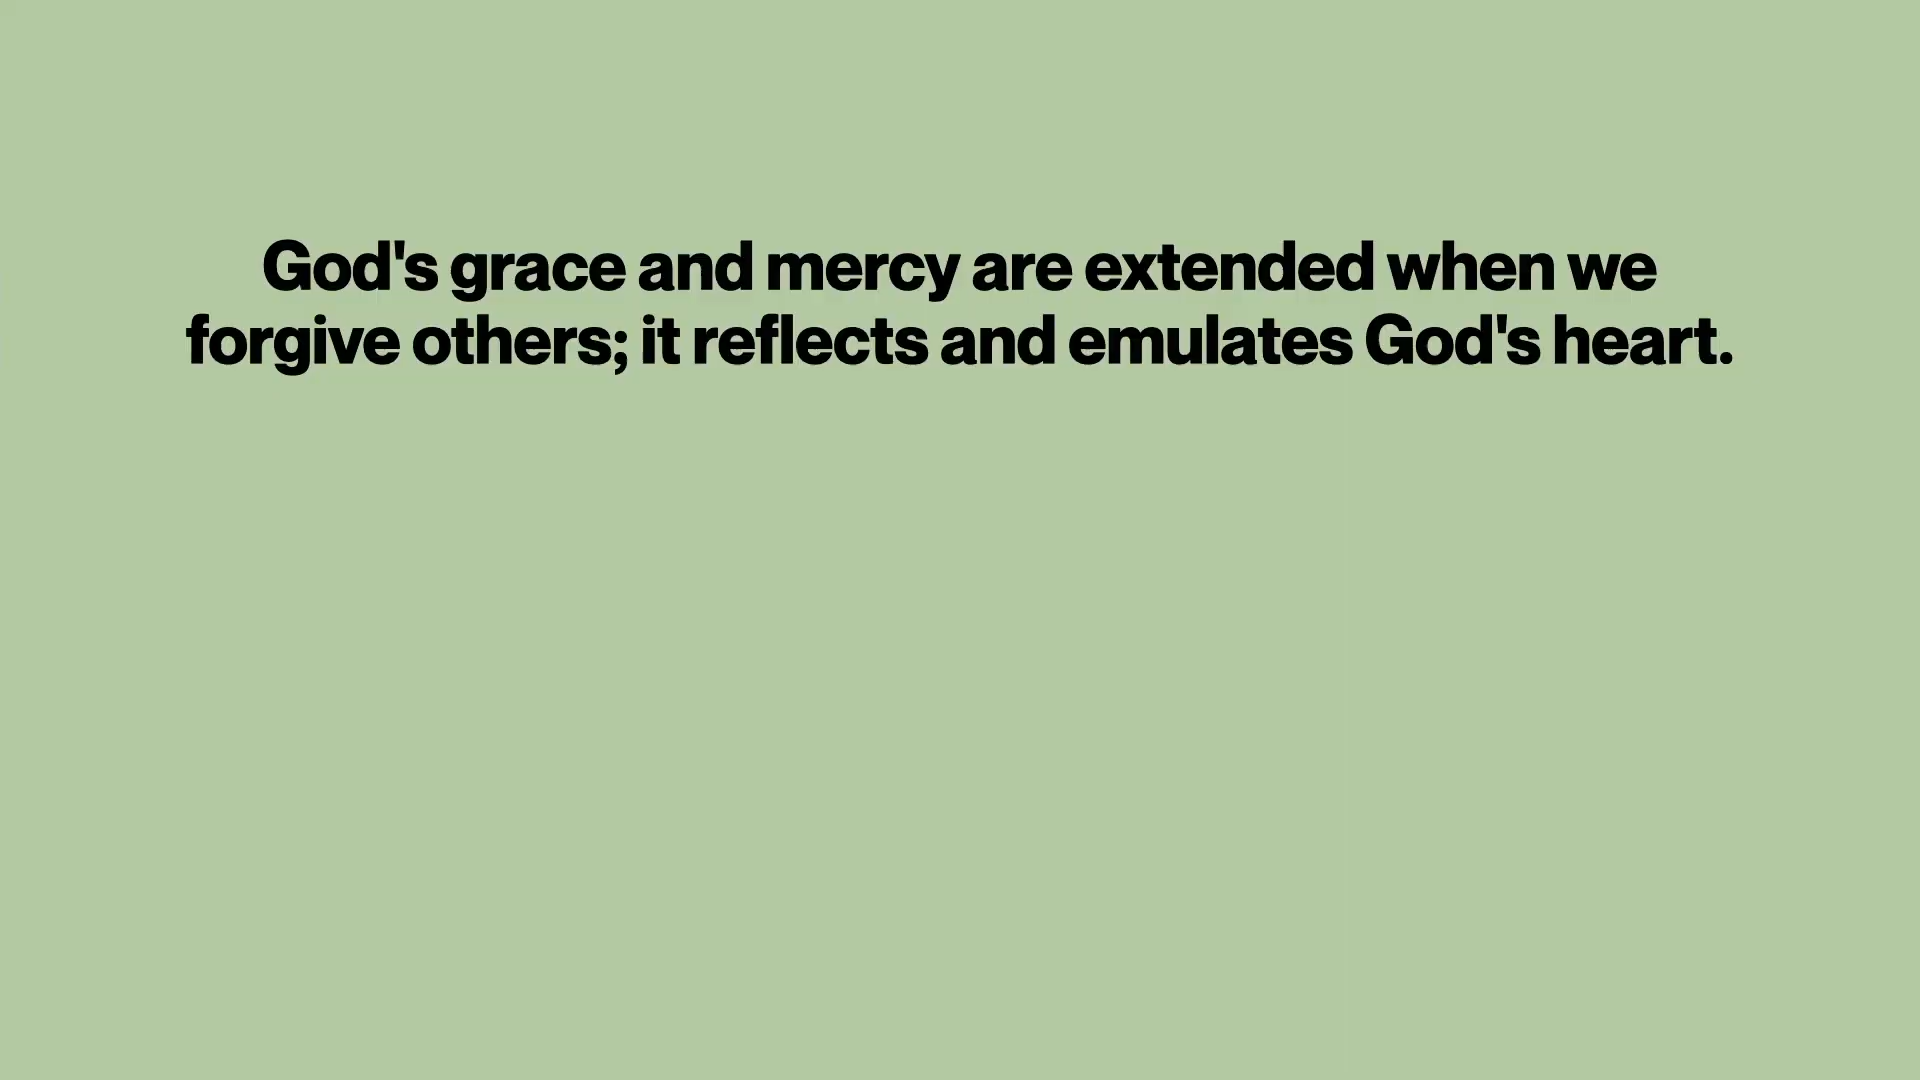 God's grace and mercy are extended when we
forgive others; it reflects and emulates God's heart.